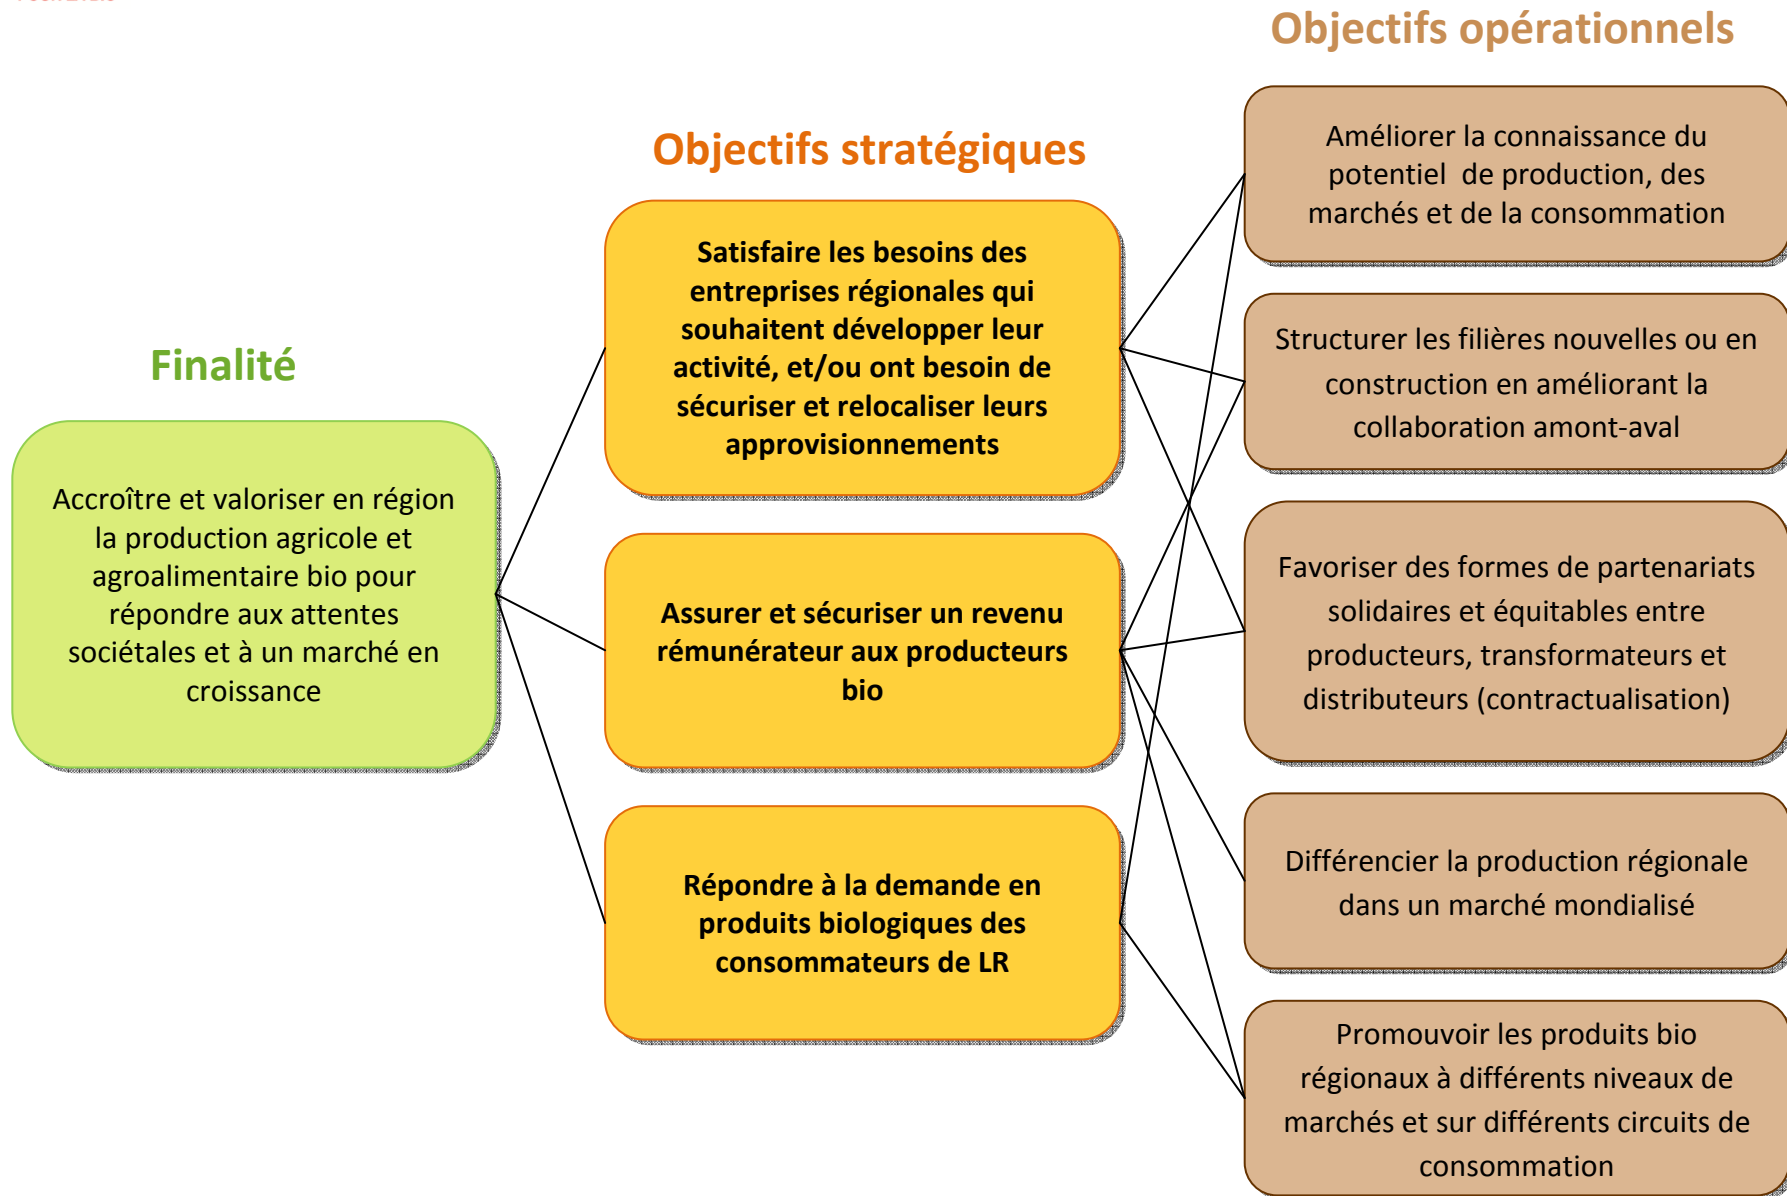 Objectifs opérationnels
Objectifs stratégiques
Finalité
Accroître et valoriser en région
la production agricole et
agroalimentaire bio pour
répondre aux attentes
sociétales et à un marché en
croissance
Satisfaire les besoins des
entreprises régionales qui
souhaitent développer leur
activité, et/ou ont besoin de
sécuriser et relocaliser leurs
approvisionnements
Assurer et sécuriser un revenu
rémunérateur aux producteurs
bio
Répondre à la demande en
produits biologiques des
consommateurs de LR
Améliorer la connaissance du
potentiel de production, des
marchés et de la consommation
Structurer les filières nouvelles ou en
construction en améliorant la
collaboration amont-aval
Favoriser des formes de partenariats
solidaires et équitables entre
producteurs, transformateurs et
distributeurs (contractualisation)
Différencier la production régionale
dans un marché mondialisé
Promouvoir les produits bio
régionaux à différents niveaux de
marchés et sur différents circuits de
consommation